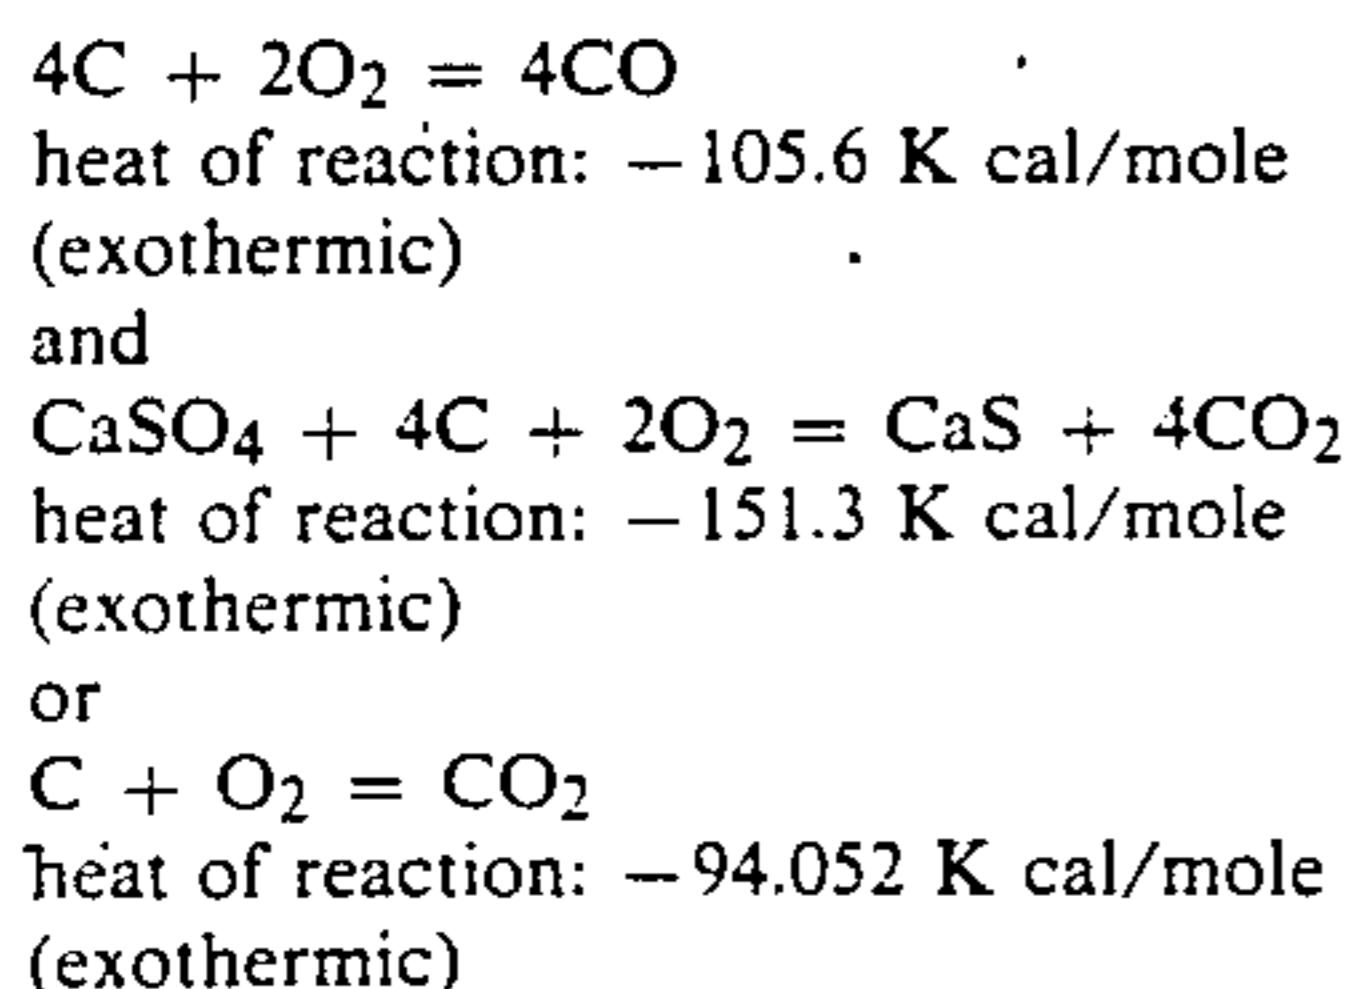 4C + 2O2 = 4CO
heat of reaction: −105.6 K cal/mole
(exothermic)
and
CaSO4 + 4C + 2O2 = CaS + 4CO2
heat of reaction: −151.3 K cal/mole
(exothermic)
or
C + O2 = CO2
heat of reaction: −94.052 K cal/mole
(exothermic)